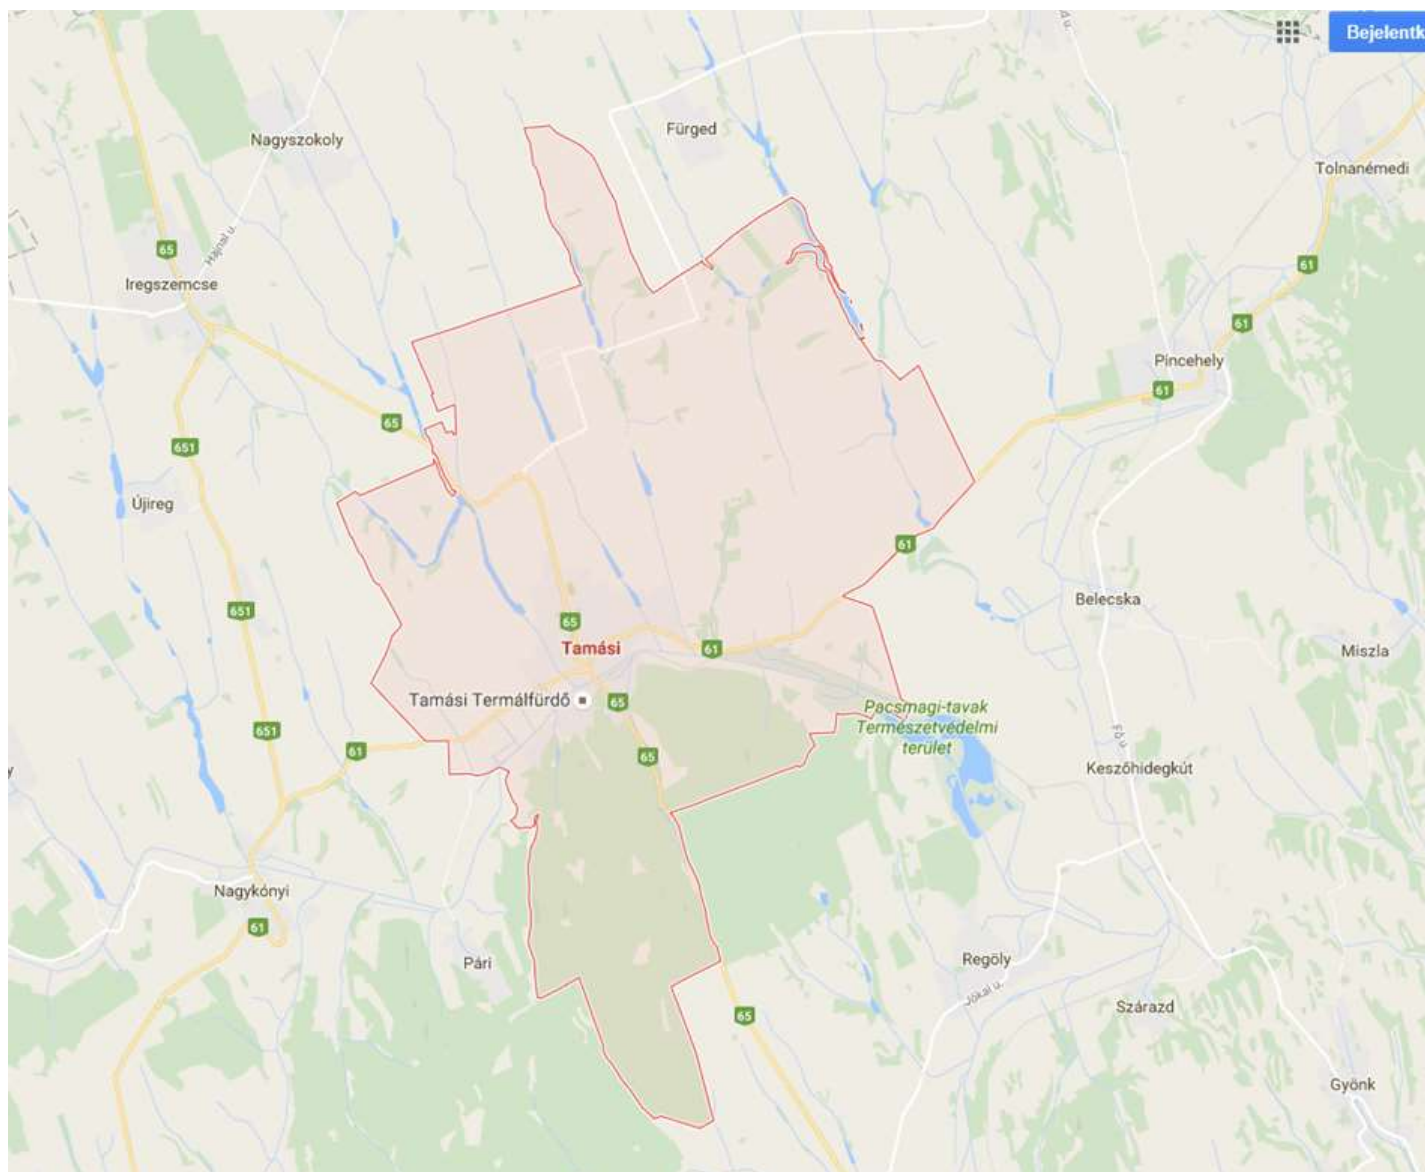 Bejelentk
Fürged
Nagyszokoly
Tolnanémedi
Hajnal u.
65
61
Iregszemcse
61
Pincehely
61
65
651
Újireg
61
651
Belecska
65
Tamási
61
Miszla
Tamási Termálfürdő
65
Pacsmagi-tavak
Természetvédelmi
terület
651
61
65
Fő u.
Keszőhidegkút
y
Nagykónyi
61
Pári
Regöly
Jókai u.
Szárazd
65
Gyönk